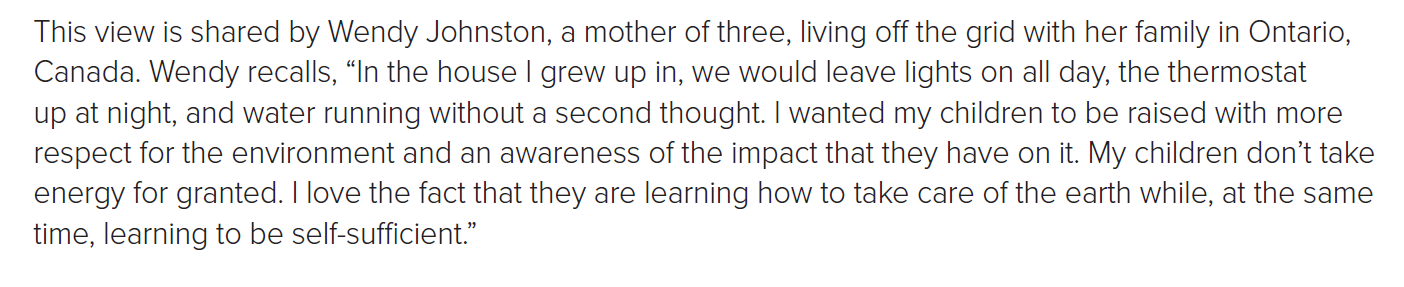 This view is shared by Wendy Johnston, a mother of three, living off the grid with her family in Ontario,
Canada. Wendy recalls, “In the house I grew up in, we would leave lights on all day, the thermostat
up at night, and water running without a second thought. I wanted my children to be raised with more
respect for the environment and an awareness of the impact that they have on it. My children don’t take
energy for granted. I love the fact that they are learning how to take care of the earth while, at the same
time, learning to be self-sufficient.”